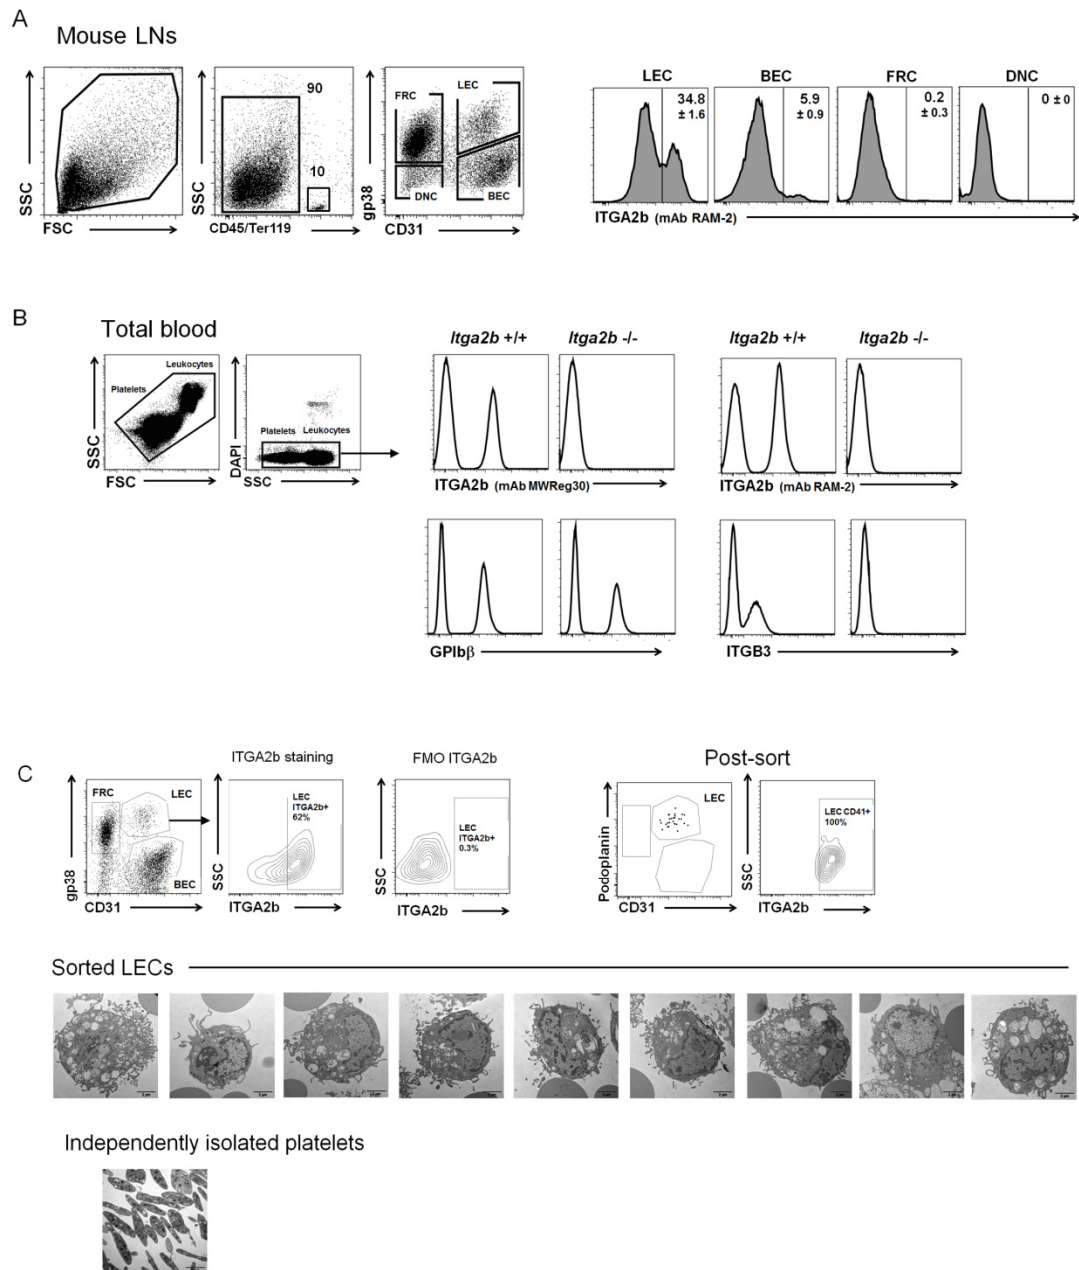 A
Mouse LNs
SSC
FSC
SSC
90
10
CD45/Ter119
gp38
FRC
LEC
DNC
BEC
CD31
LEC
BEC
FRC
DNC
34.8
± 1.6
5.9
± 0.9
0.2
± 0.3
0 ± 0
ITGA2b (mAb RAM-2)
B
Total blood
SSC
Leukocytes
Platelets
FSC
DAPI
Platelets
Leukocytes
SSC
Itga2b +/+
Itga2b -/-
Itga2b +/+
Itga2b -/-
ITGA2b (mAb MWReg30)
ITGA2b (mAb RAM-2)
GPIbβ
ITGB3
C
ITGA2b staining
FMO ITGA2b
Post-sort
gp38
FRC
LEC
BEC
CD31
SSC
LEC
ITGA2b+
62%
ITGA2b
SSC
LEC
ITGA2b+
0.3%
ITGA2b
Podoplanin
LEC
CD31
SSC
LEC CD41+
100%
ITGA2b
Sorted LECs
Independently isolated platelets